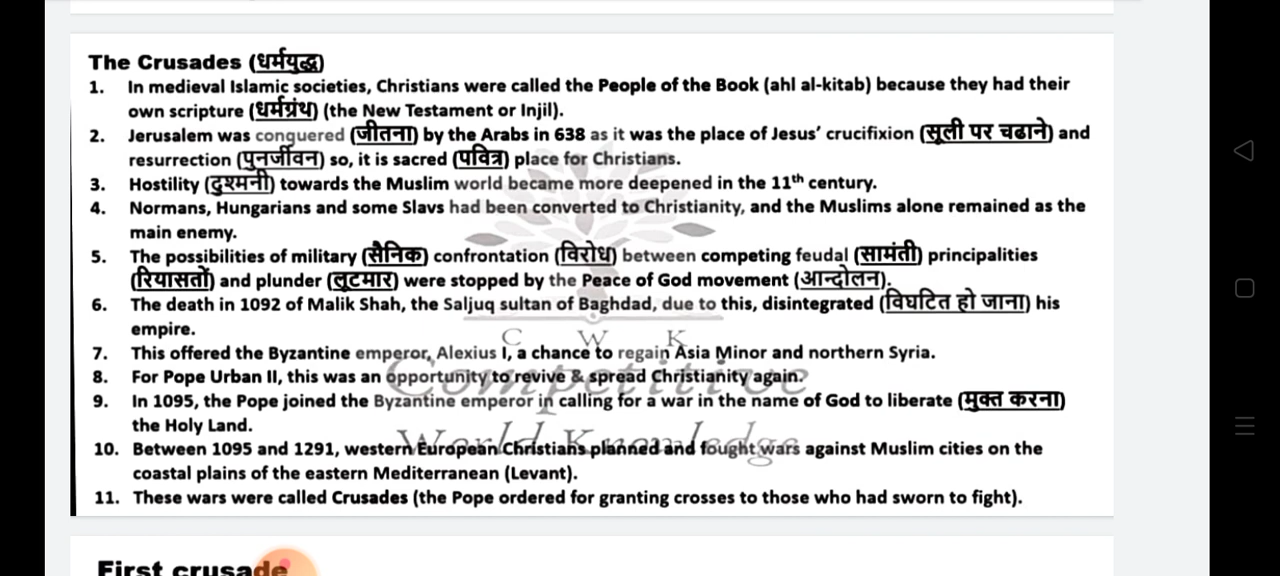 The Crusades (धर्मयुद्ध)
1. In medieval Islamic societies, Christians were called the People of the Book (ahl al-kitab) because they had their
own scripture (धर्मग्रंथ) (the New Testament or Injil).
2. Jerusalem was conquered (जीतना) by the Arabs in 638 as it was the place of Jesus' crucifixion (सूली पर चढाने) and
resurrection (पुनर्जीवन) so, it is sacred (पवित्र) place for Christians.
3. Hostility (दुश्मनी) towards the Muslim world became more deepened in the 11th century.
4. Normans, Hungarians and some Slavs had been converted to Christianity, and the Muslims alone remained as the
main enemy.
5. The possibilities of military (सैनिक) confrontation (विरोध) between competing feudal (सामंती) principalities
(रियासतों) and plunder (लूटमार) were stopped by the Peace of God movement (आन्दोलन).
6. The death in 1092 of Malik Shah, the Saljuq sultan of Baghdad, due to this, disintegrated (विघटित हो जाना) his
empire.
C W K
7. This offered the Byzantine emperor, Alexius I, a chance to regain Asia Minor and northern Syria.
Competitive
8. For Pope Urban II, this was an opportunity to revive & spread Christianity again.
9. In 1095, the Pope joined the Byzantine emperor in calling for a war in the name of God to liberate (मुक्त करना)
the Holy Land.
World Knowledge
10. Between 1095 and 1291, western European Christians planned and fought wars against Muslim cities on the
coastal plains of the eastern Mediterranean (Levant).
11. These wars were called Crusades (the Pope ordered for granting crosses to those who had sworn to fight).
First crusade